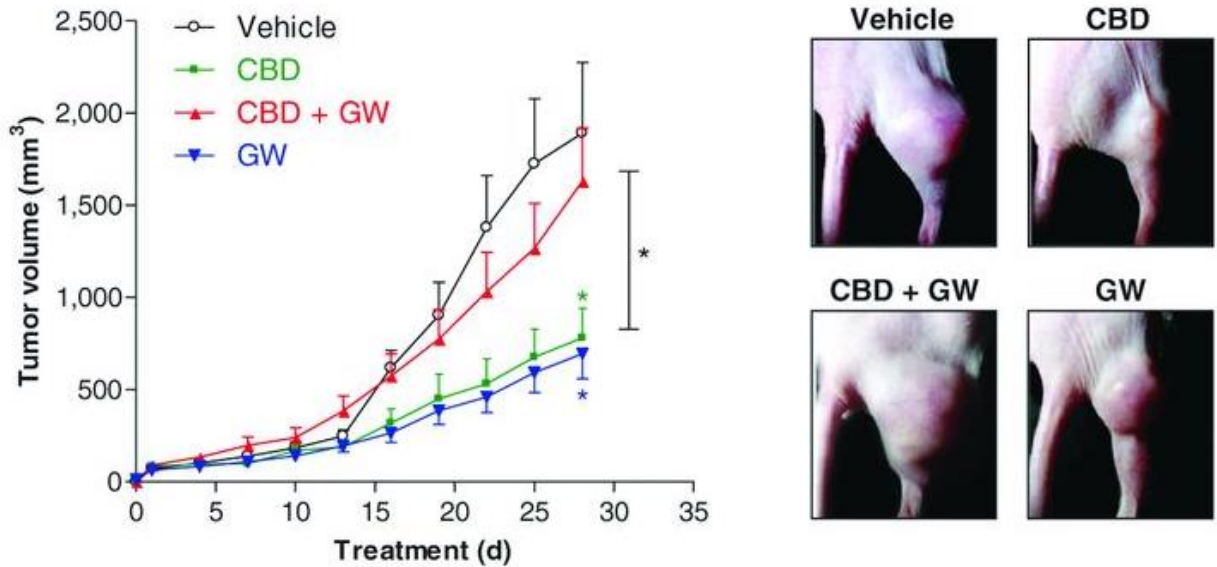 2,500
2,000
1,500
1,000
500
0
Tumor volume (mm³)
Vehicle
CBD
CBD + GW
GW
*
*
*
0 5 10 15 20 25 30 35
Treatment (d)
Vehicle CBD
CBD + GW GW